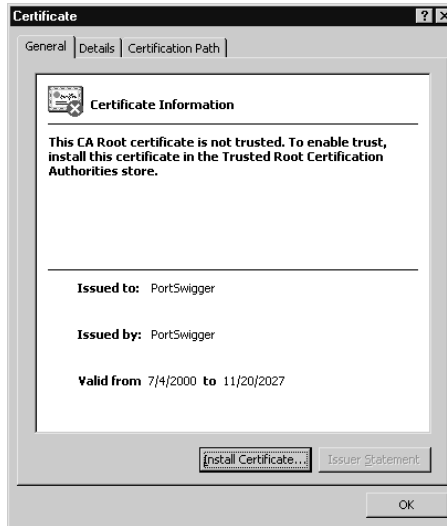 Certificate
General Details Certification Path
Certificate Information
This CA Root certificate is not trusted. To enable trust,
install this certificate in the Trusted Root Certification
Authorities store.
Issued to: PortSwigger
Issued by: PortSwigger
Valid from 7/4/2000 to 11/20/2027
Install Certificate... Issuer Statement
OK